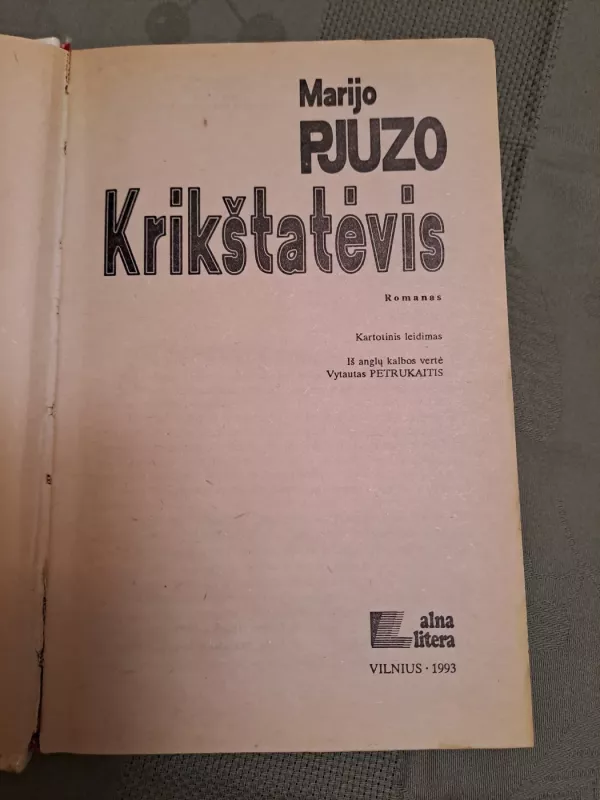 Marijo
PJUZO
Krikštatėvis
Romanas
Kartotinis leidimas
Iš anglų kalbos vertė
Vytautas PETRUKAITIS
alna
litera
VILNIUS · 1993